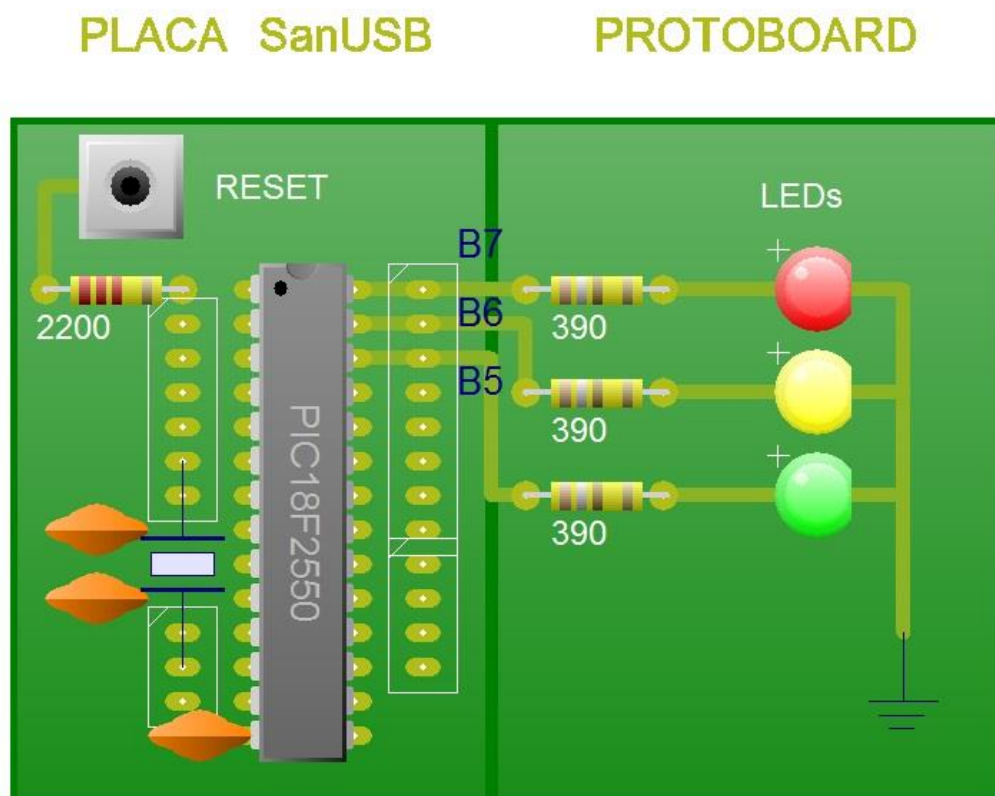 PLACA SanUSB
PROTOBOARD
RESET
LEDs
B7
2200
B6
390
B5
390
390
PIC18F2550